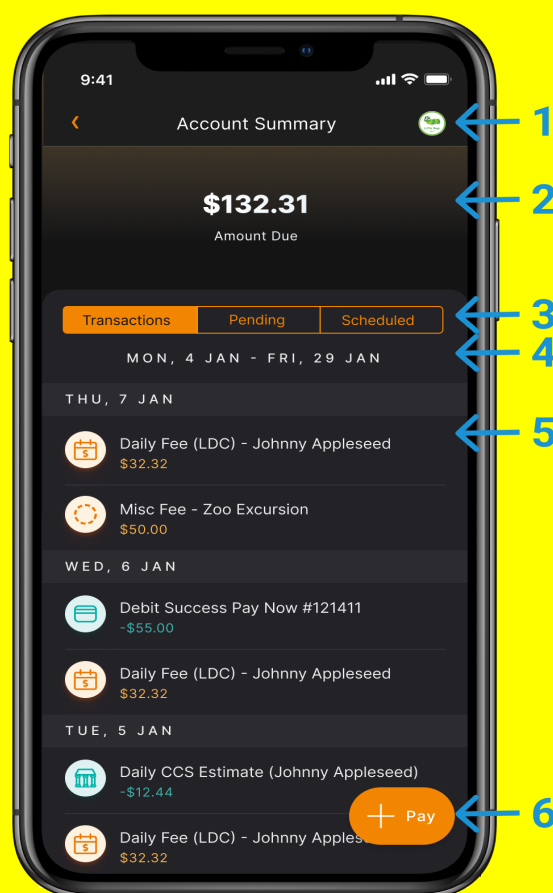 9:41
Account Summary
1
$132.31
2
Amount Due
Transactions Pending Scheduled
3
MON, 4 JAN - FRI, 29 JAN
4
THU, 7 JAN
Daily Fee (LDC) - Johnny Appleseed
5
$32.32
Misc Fee - Zoo Excursion
$50.00
WED, 6 JAN
Debit Success Pay Now #121411
-$55.00
Daily Fee (LDC) - Johnny Appleseed
$32.32
TUE, 5 JAN
Daily CCS Estimate (Johnny Appleseed)
-$12.44
Pay
6
Daily Fee (LDC) - Johnny
$32.32